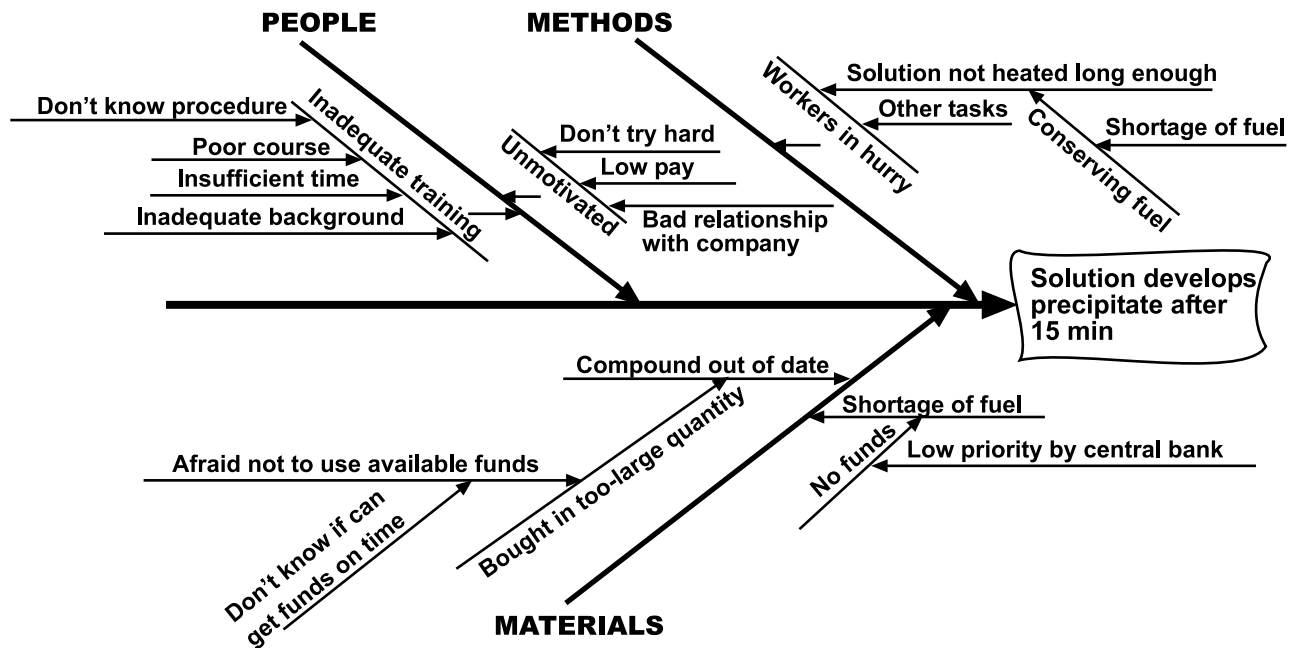 PEOPLE
METHODS
Don’t know procedure
Poor course
Insufficient time
Inadequate background
Inadequate training
Unmotivated
Don’t try hard
Low pay
Bad relationship
with company
Workers in hurry
Solution not heated long enough
Other tasks
Conserving fuel
Shortage of fuel
Solution develops
precipitate after
15 min
Compound out of date
Bought in too-large quantity
Afraid not to use available funds
Don’t know if can
get funds on time
Shortage of fuel
No funds
Low priority by central bank
MATERIALS